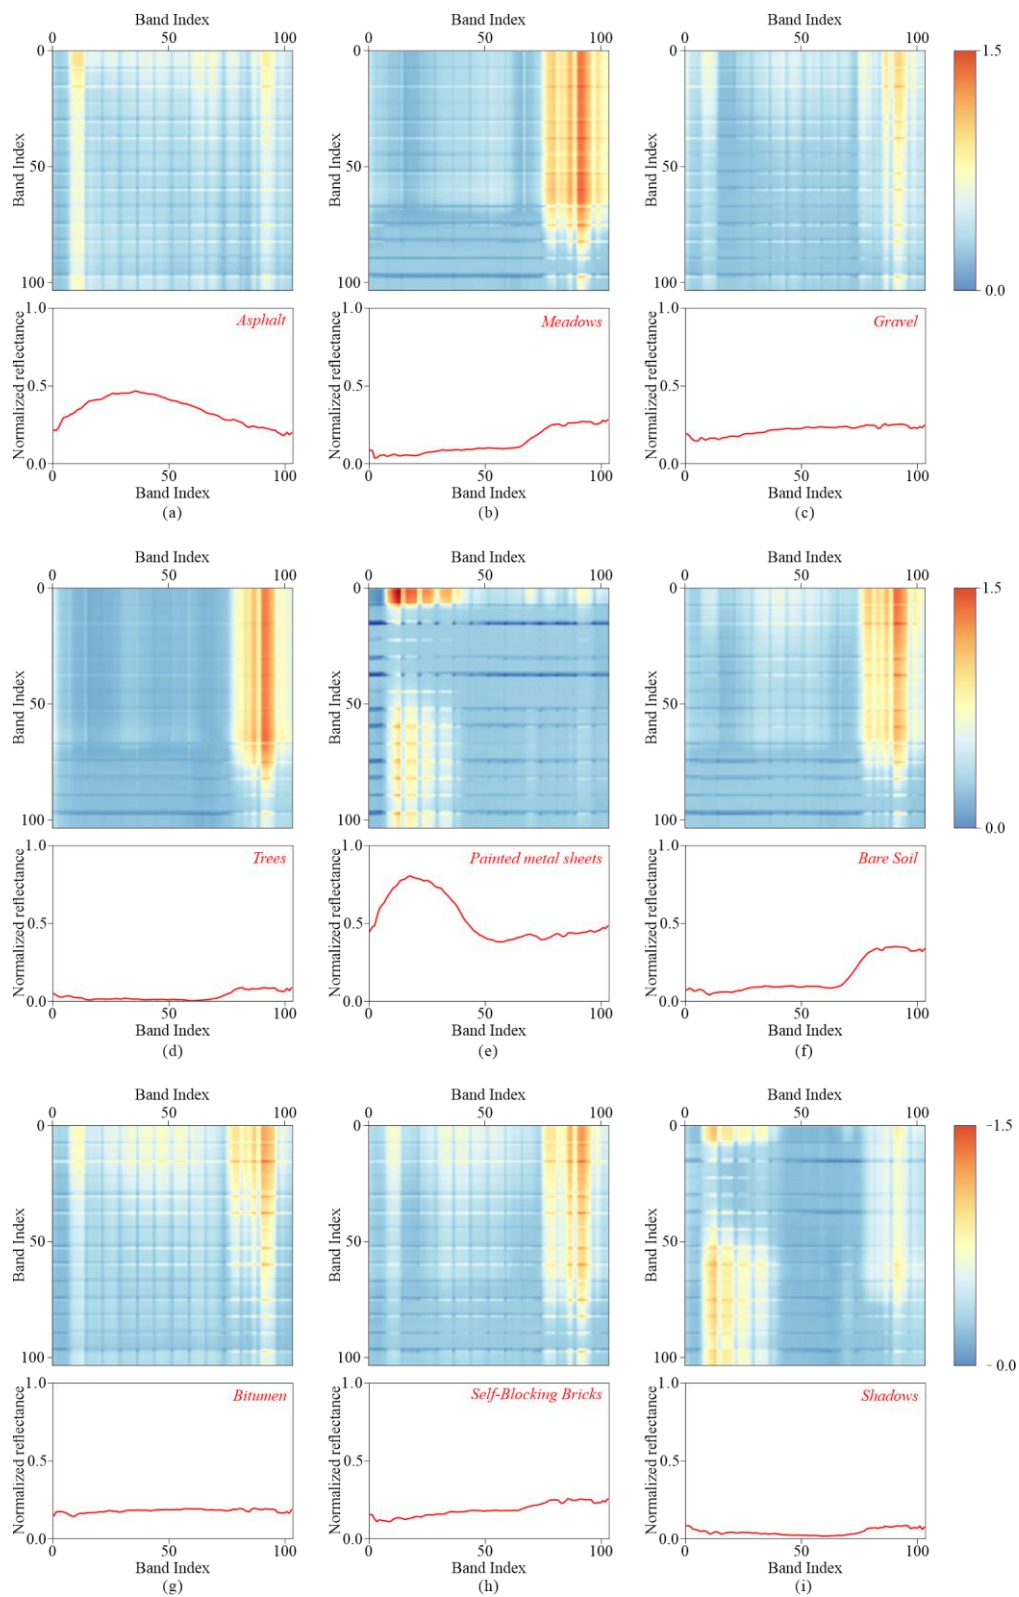 Band Index Band Index Band Index
0 50 100 0 50 100 0 50 100
Band Index 0 50 100 Band Index 0 50 100 Band Index 0 50 100 1.5 0.0
Normalized reflectance 1.0 0.5 0.0 Asphalt Normalized reflectance 1.0 0.5 0.0 Meadows Normalized reflectance 1.0 0.5 0.0 Gravel
0 50 100 0 50 100 0 50 100
Band Index Band Index Band Index
(a) (b) (c)
Band Index Band Index Band Index
0 50 100 0 50 100 0 50 100
Band Index 0 50 100 Band Index 0 50 100 Band Index 0 50 100 1.5 0.0
Normalized reflectance 1.0 0.5 0.0 Trees Normalized reflectance 1.0 0.5 0.0 Painted metal sheets Normalized reflectance 1.0 0.5 0.0 Bare Soil
0 50 100 0 50 100 0 50 100
Band Index Band Index Band Index
(d) (e) (f)
Band Index Band Index Band Index
0 50 100 0 50 100 0 50 100
Band Index 0 50 100 Band Index 0 50 100 Band Index 0 50 100 -1.5 -0.0
Normalized reflectance 1.0 0.5 0.0 Bitumen Normalized reflectance 1.0 0.5 0.0 Self-Blocking Bricks Normalized reflectance 1.0 0.5 0.0 Shadows
0 50 100 0 50 100 0 50 100
Band Index Band Index Band Index
(g) (h) (i)